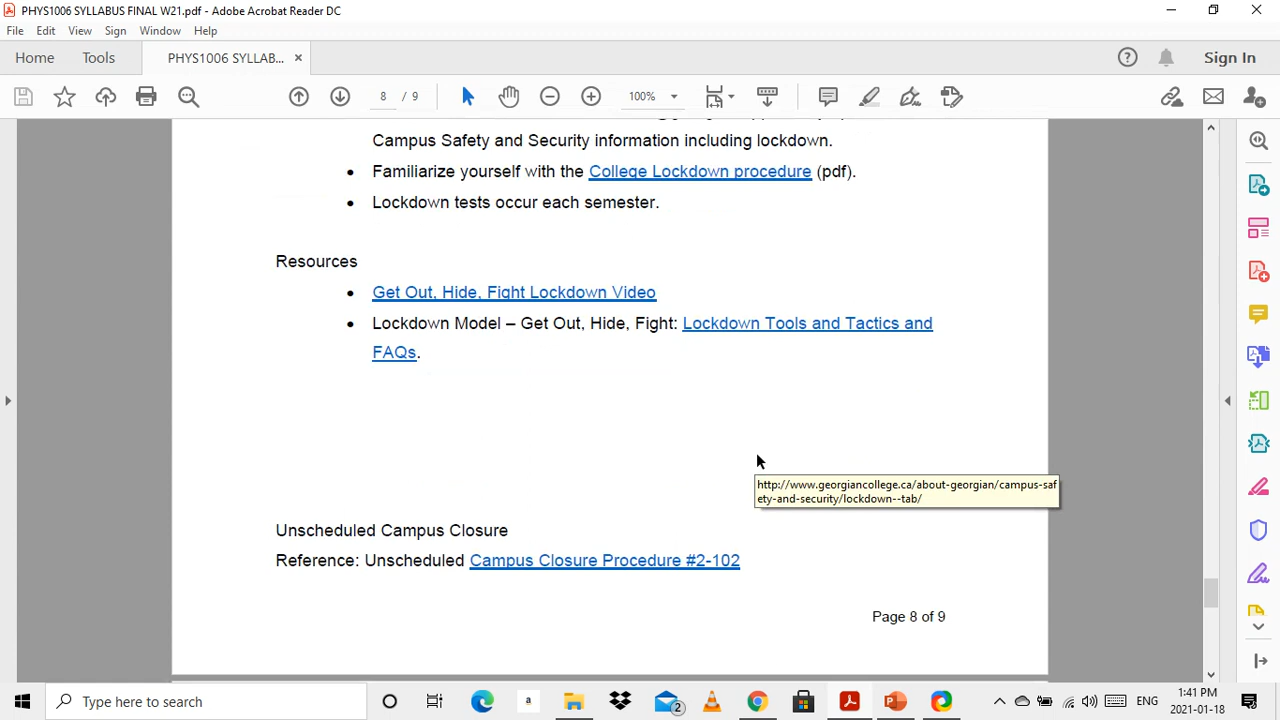 PHYS1006 SYLLABUS FINAL W21.pdf - Adobe Acrobat Reader DC
File Edit View Sign Window Help
Home Tools PHYS1006 SYLLAB... × Sign In
8 / 9 100%
Campus Safety and Security information including lockdown.
• Familiarize yourself with the College Lockdown procedure (pdf).
• Lockdown tests occur each semester.
Resources
• Get Out, Hide, Fight Lockdown Video
• Lockdown Model – Get Out, Hide, Fight: Lockdown Tools and Tactics and
FAQs.
http://www.georgiancollege.ca/about-georgian/campus-saf
ety-and-security/lockdown--tab/
Unscheduled Campus Closure
Reference: Unscheduled Campus Closure Procedure #2-102
Page 8 of 9
Type here to search
a
2
ENG
1:41 PM
2021-01-18